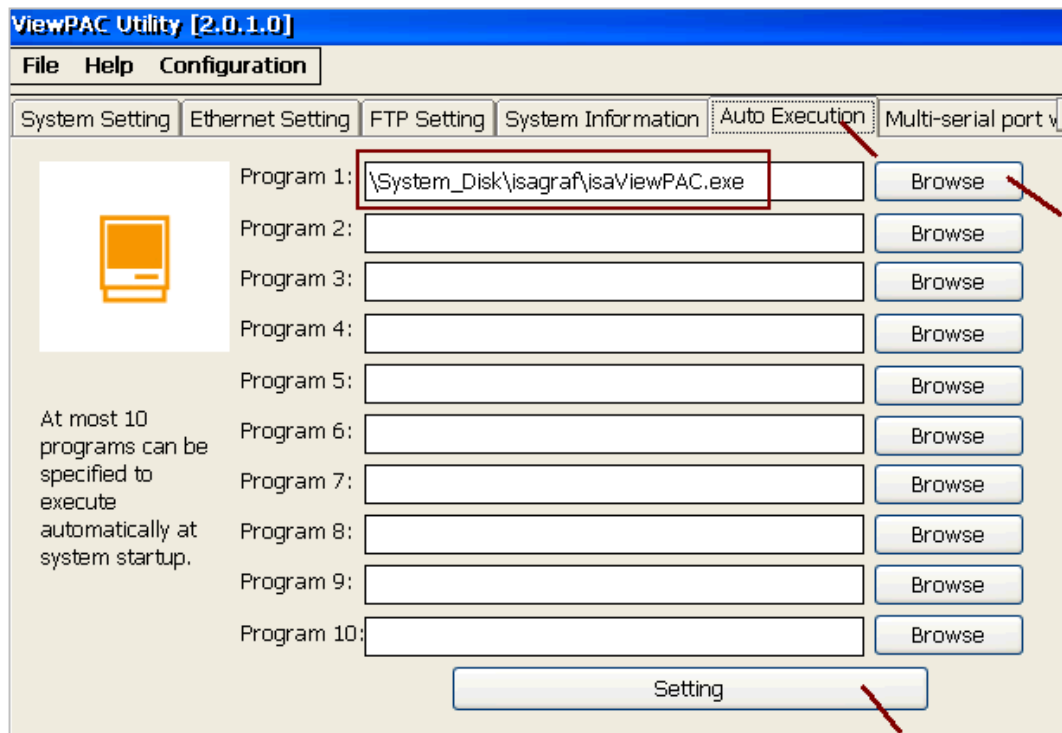 ViewPAC Utility [2.0.1.0]
File Help Configuration
System Setting Ethernet Setting FTP Setting System Information Auto Execution Multi-serial port
Program 1: \System_Disk\isagraf\isaViewPAC.exe Browse
Program 2: Browse
Program 3: Browse
Program 4: Browse
Program 5: Browse
Program 6: Browse
Program 7: Browse
Program 8: Browse
Program 9: Browse
Program 10: Browse
At most 10
programs can be
specified to
execute
automatically at
system startup.
Setting